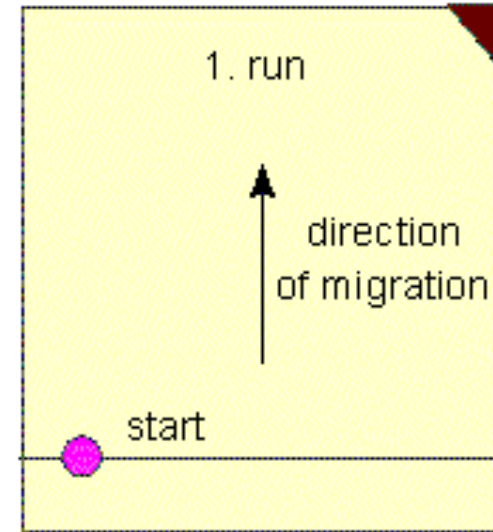 1. run
direction
of migration
start